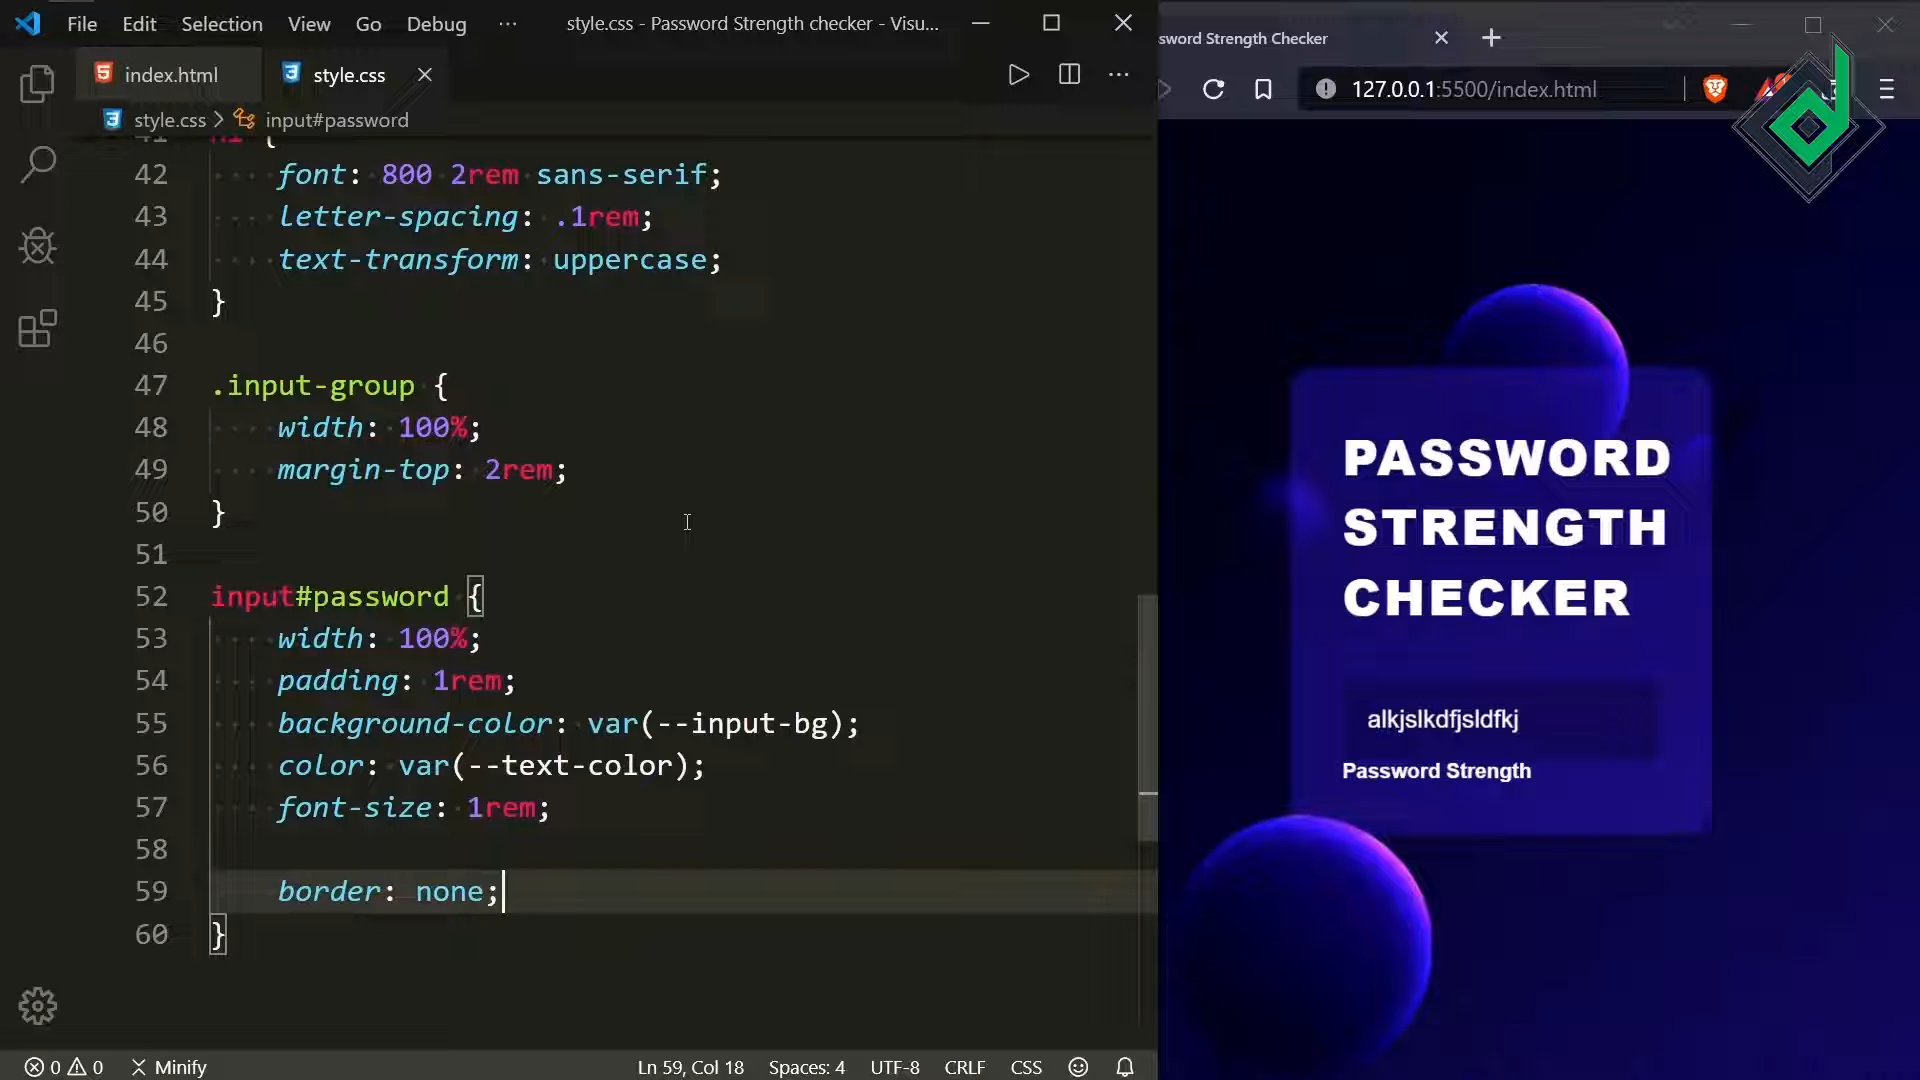 File Edit Selection View Go Debug ··· style.css - Password Strength checker - Visu...
index.html style.css
style.css > input#password
41 h1 {
42 font: 800 2rem sans-serif;
43 letter-spacing: .1rem;
44 text-transform: uppercase;
45 }
46
47 .input-group {
48 width: 100%;
49 margin-top: 2rem;
50 }
51
52 input#password {
53 width: 100%;
54 padding: 1rem;
55 background-color: var(--input-bg);
56 color: var(--text-color);
57 font-size: 1rem;
58
59 border: none;
60 }
0 0 Minify Ln 59, Col 18 Spaces: 4 UTF-8 CRLF CSS
sword Strength Checker
127.0.0.1:5500/index.html
PASSWORD
STRENGTH
CHECKER
alkjslkdfjsldfkj
Password Strength